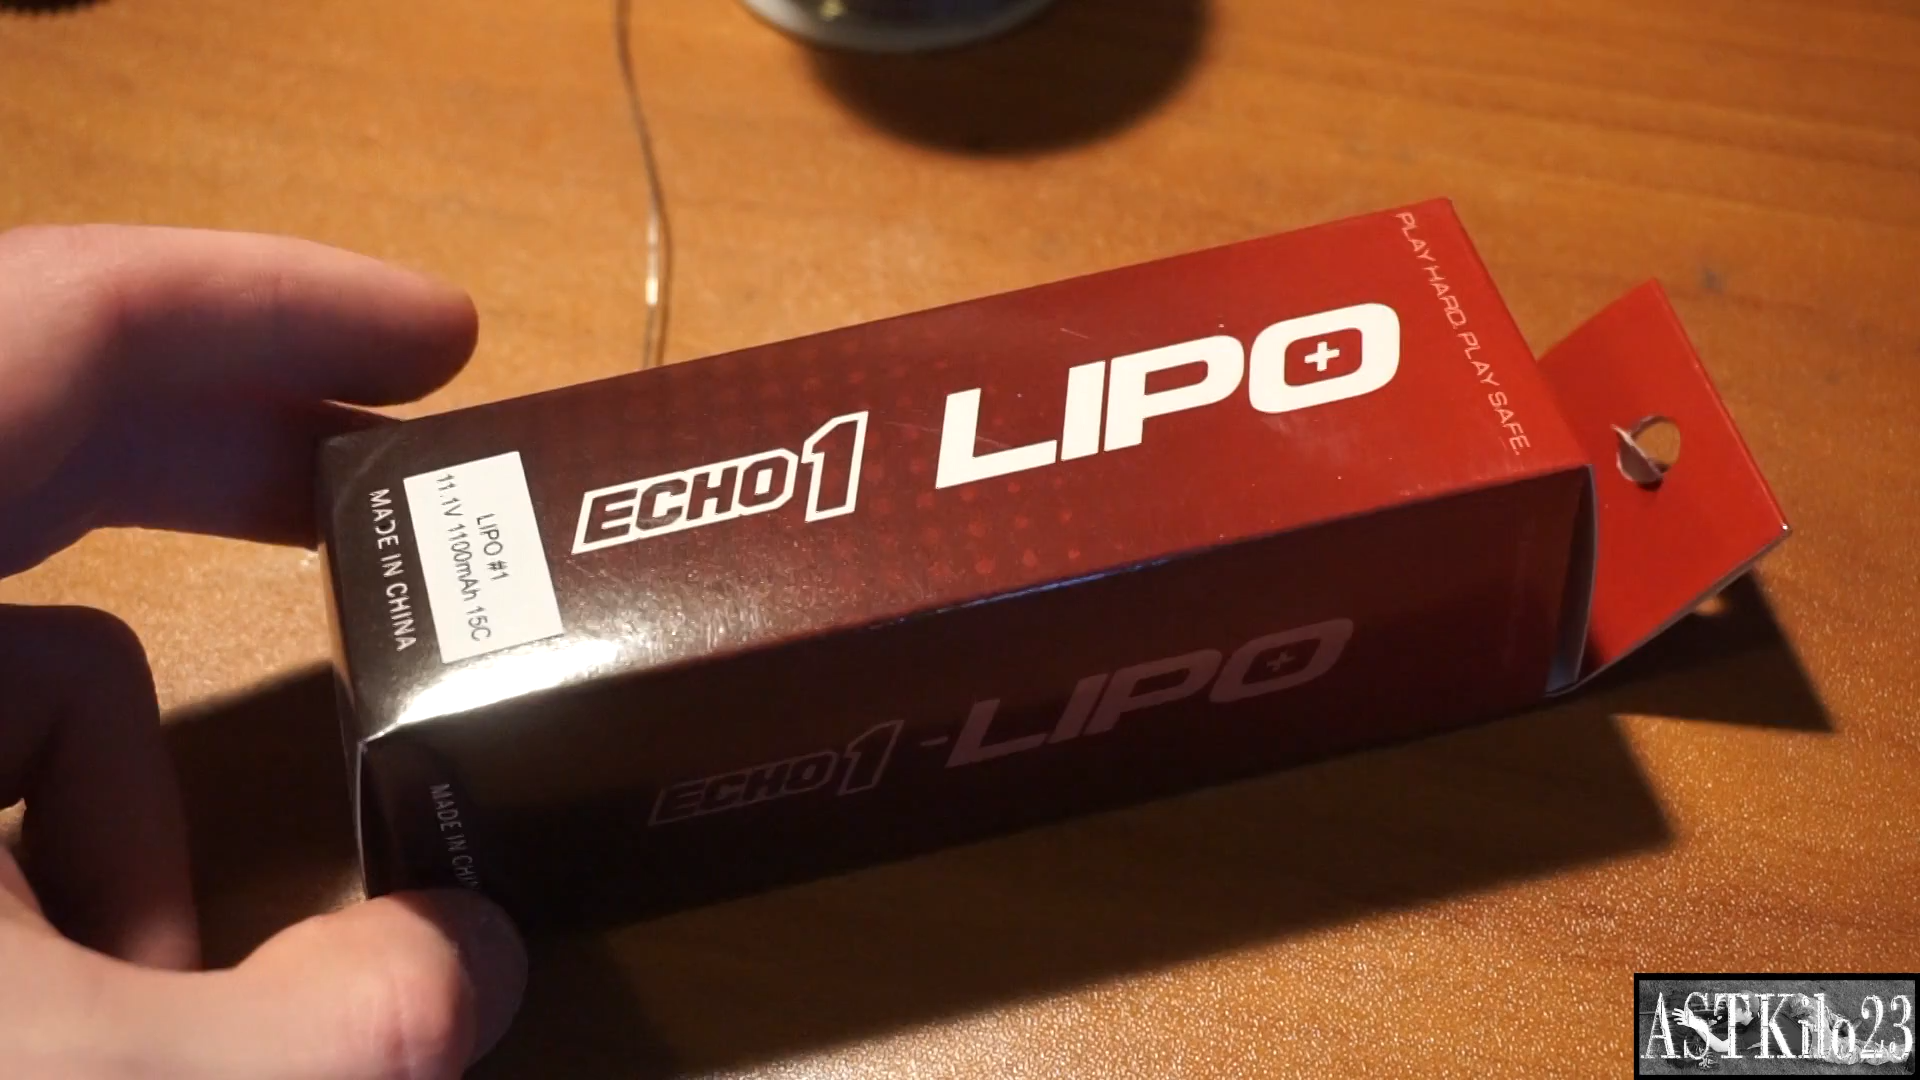 PLAY HARD. PLAY SAFE.
ECHO1 LIPO
LIPO #1
11.1V 1100mAh 15C
MADE IN CHINA
ECHO1 -LIPO
MADE IN CHIN
ASTKilo23